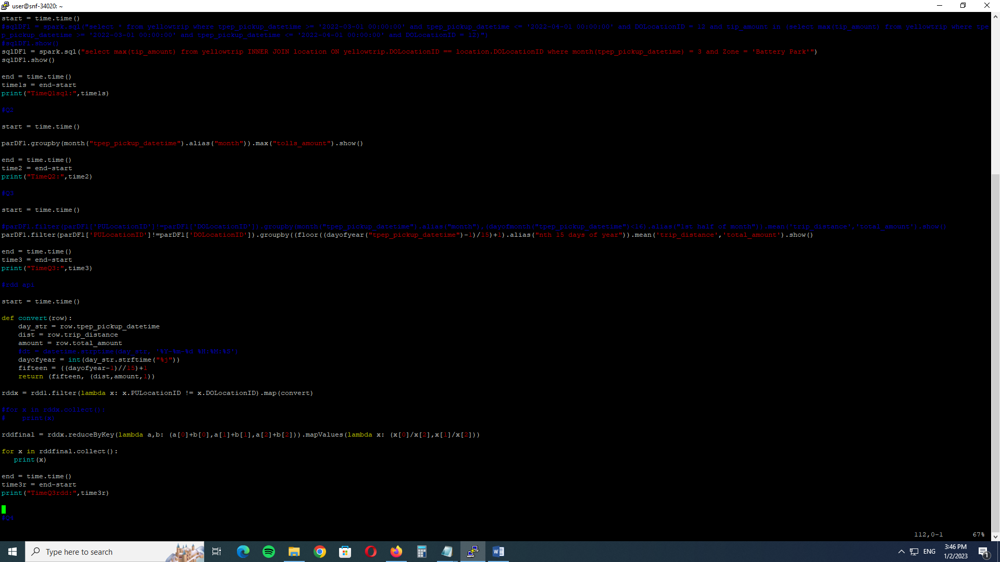 user@snf-34020: ~
start = time.time()
#sqlDF1 = spark.sql("select * from yellowtrip where tpep_pickup_datetime >= '2022-03-01 00:00:00' and tpep_pickup_datetime <= '2022-04-01 00:00:00' and DOLocationID = 12 and tip_amount in (select max(tip_amount) from yellowtrip where tpe
p_pickup_datetime >= '2022-03-01 00:00:00' and tpep_pickup_datetime <= '2022-04-01 00:00:00' and DOLocationID = 12)")
#sqlDF1.show()
sqlDF1 = spark.sql("select max(tip_amount) from yellowtrip INNER JOIN location ON yellowtrip.DOLocationID == location.DOLocationID where month(tpep_pickup_datetime) = 3 and Zone = 'Battery Park'")
sqlDF1.show()
end = time.time()
time1s = end-start
print("TimeQ1sql:",time1s)
#Q2
start = time.time()
parDF1.groupby(month("tpep_pickup_datetime").alias("month")).max("tolls_amount").show()
end = time.time()
time2 = end-start
print("TimeQ2:",time2)
#Q3
start = time.time()
#parDF1.filter(parDF1['PULocationID']!=parDF1['DOLocationID']).groupby(month("tpep_pickup_datetime").alias("month"),(dayofmonth("tpep_pickup_datetime")<16).alias("1st half of month")).mean('trip_distance','total_amount').show()
parDF1.filter(parDF1['PULocationID']!=parDF1['DOLocationID']).groupby((floor((dayofyear("tpep_pickup_datetime")-1)/15)+1).alias("nth 15 days of year")).mean('trip_distance','total_amount').show()
end = time.time()
time3 = end-start
print("TimeQ3:",time3)
#rdd api
start = time.time()
def convert(row):
    day_str = row.tpep_pickup_datetime
    dist = row.trip_distance
    amount = row.total_amount
    #dt = datetime.strptime(day_str, '%Y-%m-%d %H:%M:%S')
    dayofyear = int(day_str.strftime("%j"))
    fifteen = ((dayofyear-1)//15)+1
    return (fifteen, (dist,amount,1))
rddx = rdd1.filter(lambda x: x.PULocationID != x.DOLocationID).map(convert)
#for x in rddx.collect():
#    print(x)
rddfinal = rddx.reduceByKey(lambda a,b: (a[0]+b[0],a[1]+b[1],a[2]+b[2])).mapValues(lambda x: (x[0]/x[2],x[1]/x[2]))
for x in rddfinal.collect():
   print(x)
end = time.time()
time3r = end-start
print("TimeQ3rdd:",time3r)
#Q4
112,0-1 67%
Type here to search
ENG
3:46 PM
1/2/2023
1